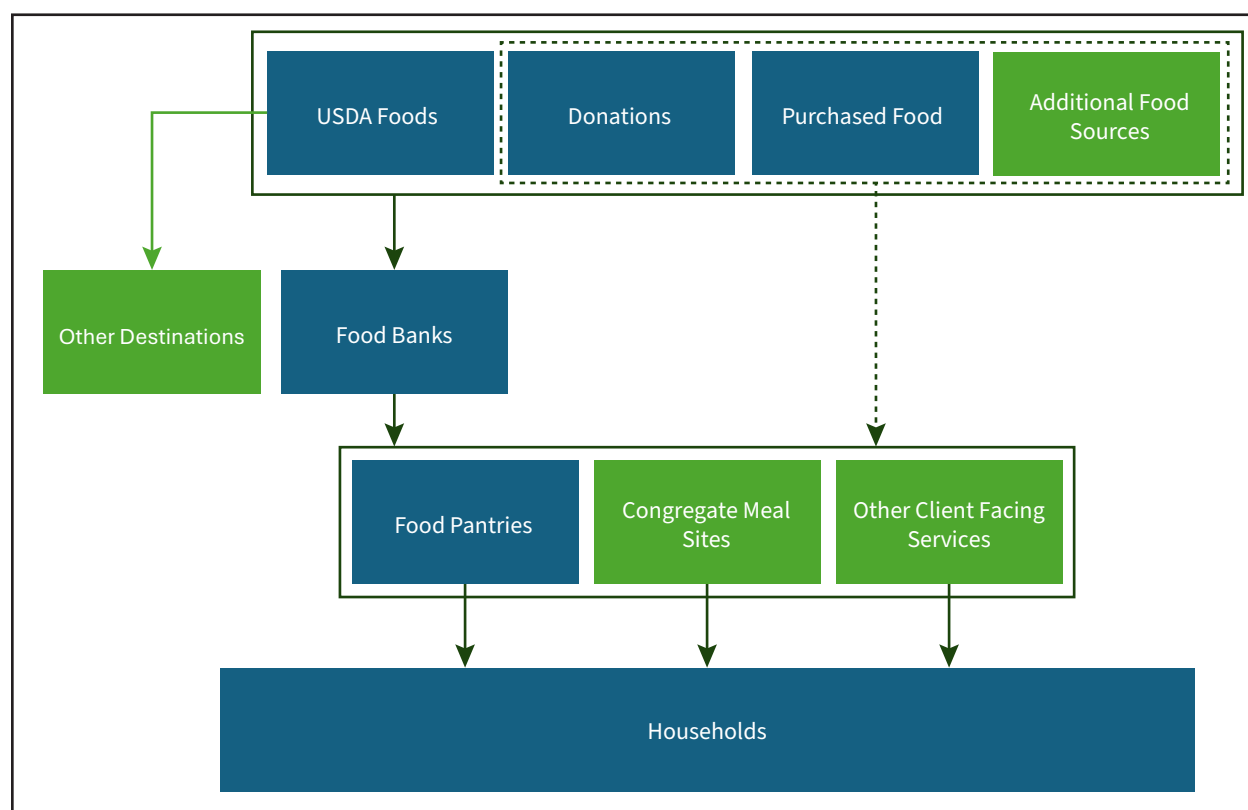 USDA Foods
Donations
Purchased Food
Additional Food
Sources
Other Destinations
Food Banks
Food Pantries
Congregate Meal
Sites
Other Client Facing
Services
Households